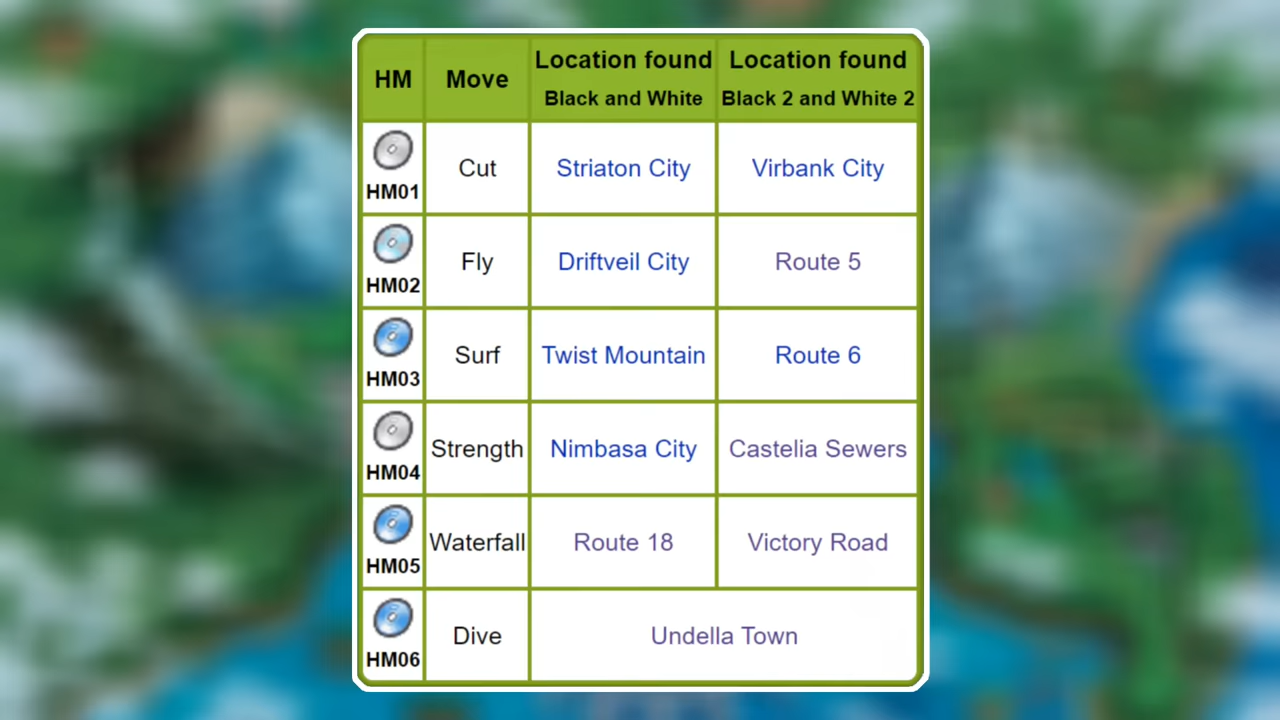 HM Move Location found Black and White Location found Black 2 and White 2
HM01 Cut Striaton City Virbank City
HM02 Fly Driftveil City Route 5
HM03 Surf Twist Mountain Route 6
HM04 Strength Nimbasa City Castelia Sewers
HM05 Waterfall Route 18 Victory Road
HM06 Dive Undella Town